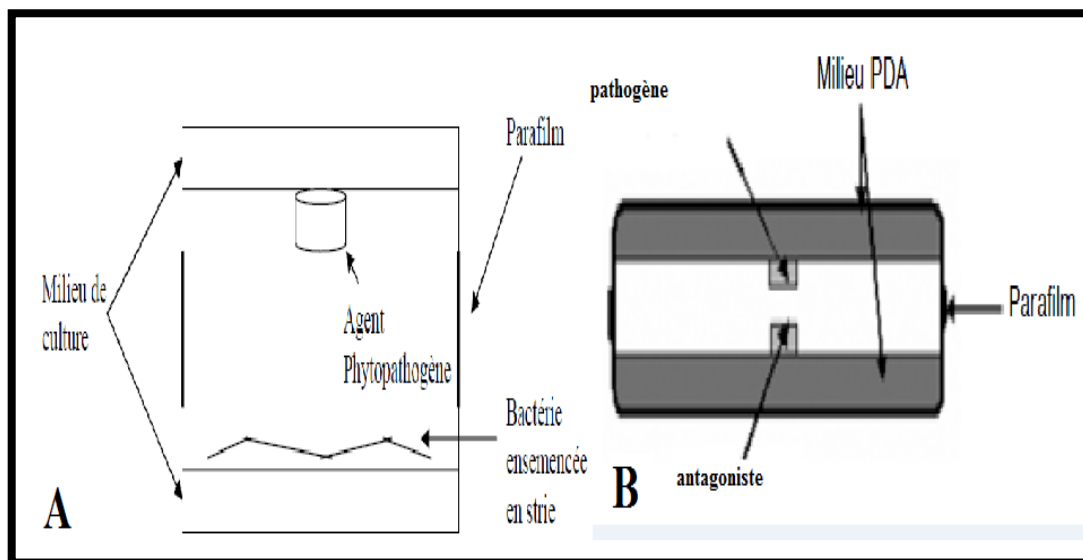 Parafilm
Milieu de
culture
Agent
Phytopathogène
Bactérie
ensemencée
en strie
A
Milieu PDA
pathogène
Parafilm
antagoniste
B